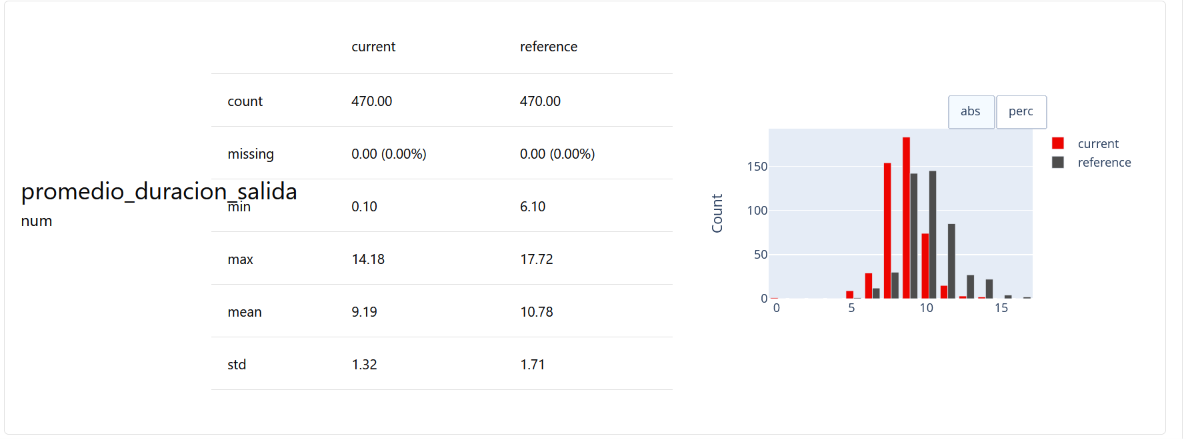 current reference
count 470.00 470.00
missing 0.00 (0.00%) 0.00 (0.00%)
promedio_duracion_salida
num
min 0.10 6.10
max 14.18 17.72
mean 9.19 10.78
std 1.32 1.71
abs perc
current
reference
Count
150
100
50
0
0 5 10 15